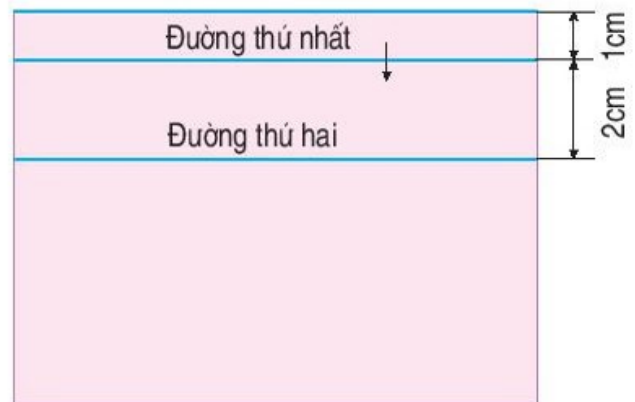 Đường thứ nhất
1cm
2cm
Đường thứ hai